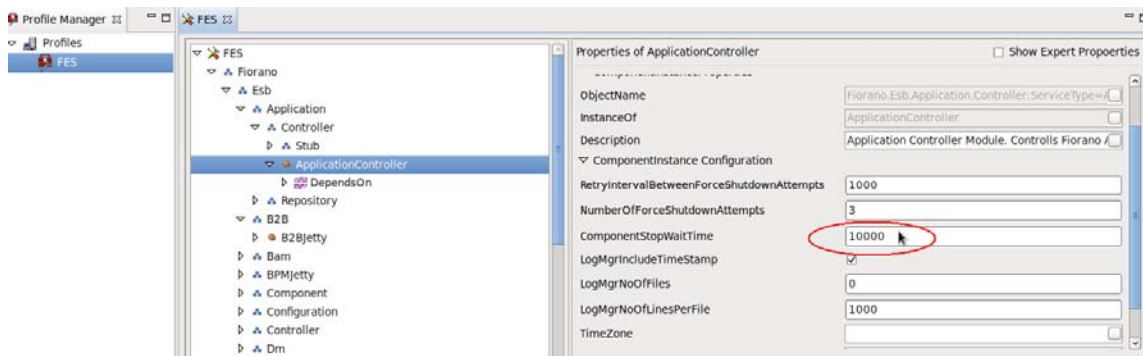 Profile Manager
FES
Profiles
FES
FES
Fiorano
Esb
Application
Controller
Stub
ApplicationController
DependsOn
Repository
B2B
B2BJetty
Bam
BPMJetty
Component
Configuration
Controller
Dm
Properties of ApplicationController
Show Expert Propoerties
ObjectName
Fiorano.Esb.Application.Controller:ServiceType=A
InstanceOf
ApplicationController
Description
Application Controller Module. Controlls Fiorano
ComponentInstance Configuration
RetryIntervalBetweenForceShutdownAttempts 1000
NumberOfForceShutdownAttempts 3
ComponentStopWaitTime 10000
LogMgrIncludeTimeStamp
LogMgrNoOfFiles 0
LogMgrNoOfLinesPerFile 1000
TimeZone